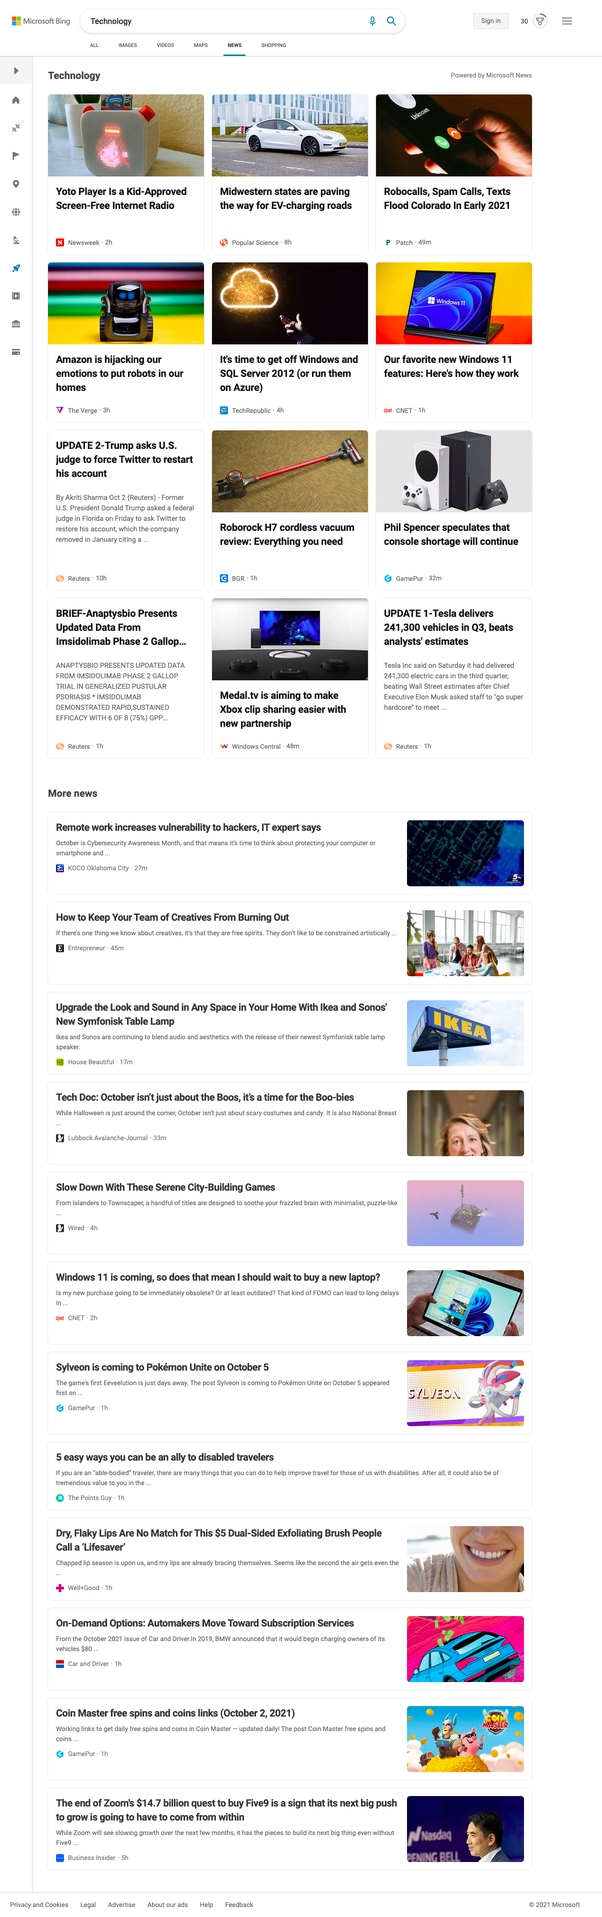 Microsoft Bing
Technology
Sign in
30
ALL
IMAGES
VIDEOS
MAPS
NEWS
SHOPPING
Technology
Powered by Microsoft News
Unknown
Yoto Player Is a Kid-Approved
Screen-Free Internet Radio
Newsweek · 2h
Midwestern states are paving
the way for EV-charging roads
Popular Science · 8h
Robocalls, Spam Calls, Texts
Flood Colorado In Early 2021
Patch · 49m
Windows 11
Amazon is hijacking our
emotions to put robots in our
homes
The Verge · 3h
It's time to get off Windows and
SQL Server 2012 (or run them
on Azure)
TechRepublic · 4h
Our favorite new Windows 11
features: Here's how they work
CNET · 1h
UPDATE 2-Trump asks U.S.
judge to force Twitter to restart
his account
By Akriti Sharma Oct 2 (Reuters) - Former
U.S. President Donald Trump asked a federal
judge in Florida on Friday to ask Twitter to
restore his account, which the company
removed in January citing a ...
Reuters · 10h
Roborock H7 cordless vacuum
review: Everything you need
BGR · 1h
Phil Spencer speculates that
console shortage will continue
GamePur · 32m
BRIEF-Anaptysbio Presents
Updated Data From
Imsidolimab Phase 2 Gallop...
ANAPTYSBIO PRESENTS UPDATED DATA
FROM IMSIDOLIMAB PHASE 2 GALLOP
TRIAL IN GENERALIZED PUSTULAR
PSORIASIS * IMSIDOLIMAB
DEMONSTRATED RAPID,SUSTAINED
EFFICACY WITH 6 OF 8 (75%) GPP...
Reuters · 1h
Medal.tv is aiming to make
Xbox clip sharing easier with
new partnership
Windows Central · 48m
UPDATE 1-Tesla delivers
241,300 vehicles in Q3, beats
analysts' estimates
Tesla Inc said on Saturday it had delivered
241,300 electric cars in the third quarter,
beating Wall Street estimates after Chief
Executive Elon Musk asked staff to "go super
hardcore" to meet ...
Reuters · 1h
More news
Remote work increases vulnerability to hackers, IT expert says
October is Cybersecurity Awareness Month, and that means it's time to think about protecting your computer or
smartphone and ...
KOCO Oklahoma City · 27m
How to Keep Your Team of Creatives From Burning Out
If there's one thing we know about creatives, it's that they are free spirits. They don't like to be constrained artistically ...
Entrepreneur · 45m
Upgrade the Look and Sound in Any Space in Your Home With Ikea and Sonos'
New Symfonisk Table Lamp
Ikea and Sonos are continuing to blend audio and aesthetics with the release of their newest Symfonisk table lamp
speaker.
House Beautiful · 17m
IKEA
Tech Doc: October isn't just about the Boos, it's a time for the Boo-bies
While Halloween is just around the corner, October isn't just about scary costumes and candy. It is also National Breast
...
Lubbock Avalanche-Journal · 33m
Slow Down With These Serene City-Building Games
From Islanders to Townscaper, a handful of titles are designed to soothe your frazzled brain with minimalist, puzzle-like
...
Wired · 4h
Windows 11 is coming, so does that mean I should wait to buy a new laptop?
Is my new purchase going to be immediately obsolete? Or at least outdated? That kind of FOMO can lead to long delays
in ...
CNET · 2h
Sylveon is coming to Pokémon Unite on October 5
The game's first Eeveelution is just days away. The post Sylveon is coming to Pokémon Unite on October 5 appeared
first on ...
GamePur · 1h
SYLVEON
5 easy ways you can be an ally to disabled travelers
If you are an "able-bodied" traveler, there are many things that you can do to help improve travel for those of us with disabilities. After all, it could also be of
tremendous value to you in the ...
The Points Guy · 1h
Dry, Flaky Lips Are No Match for This $5 Dual-Sided Exfoliating Brush People
Call a 'Lifesaver'
Chapped lip season is upon us, and my lips are already bracing themselves. Seems like the second the air gets even the
...
Well+Good · 1h
On-Demand Options: Automakers Move Toward Subscription Services
From the October 2021 issue of Car and Driver.In 2019, BMW announced that it would begin charging owners of its
vehicles $80 ...
Car and Driver · 1h
Coin Master free spins and coins links (October 2, 2021)
Working links to get daily free spins and coins in Coin Master — updated daily! The post Coin Master free spins and
coins ...
GamePur · 1h
COIN
MASTER
The end of Zoom's $14.7 billion quest to buy Five9 is a sign that its next big push
to grow is going to have to come from within
While Zoom will see slowing growth over the next few months, it has the pieces to build its next big thing even without
Five9 ...
Business Insider · 5h
Nasdaq
OPENING BELL
Privacy and Cookies
Legal
Advertise
About our ads
Help
Feedback
© 2021 Microsoft